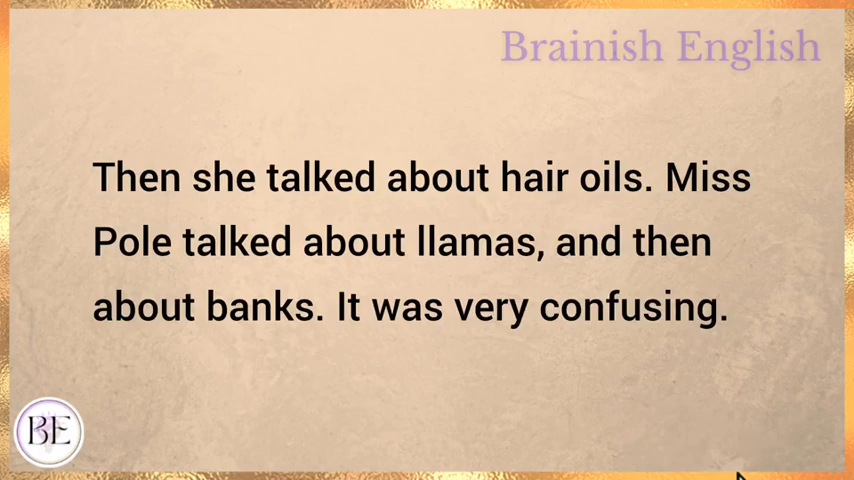 Brainish English
Then she talked about hair oils. Miss
Pole talked about llamas, and then
about banks. It was very confusing.
BE